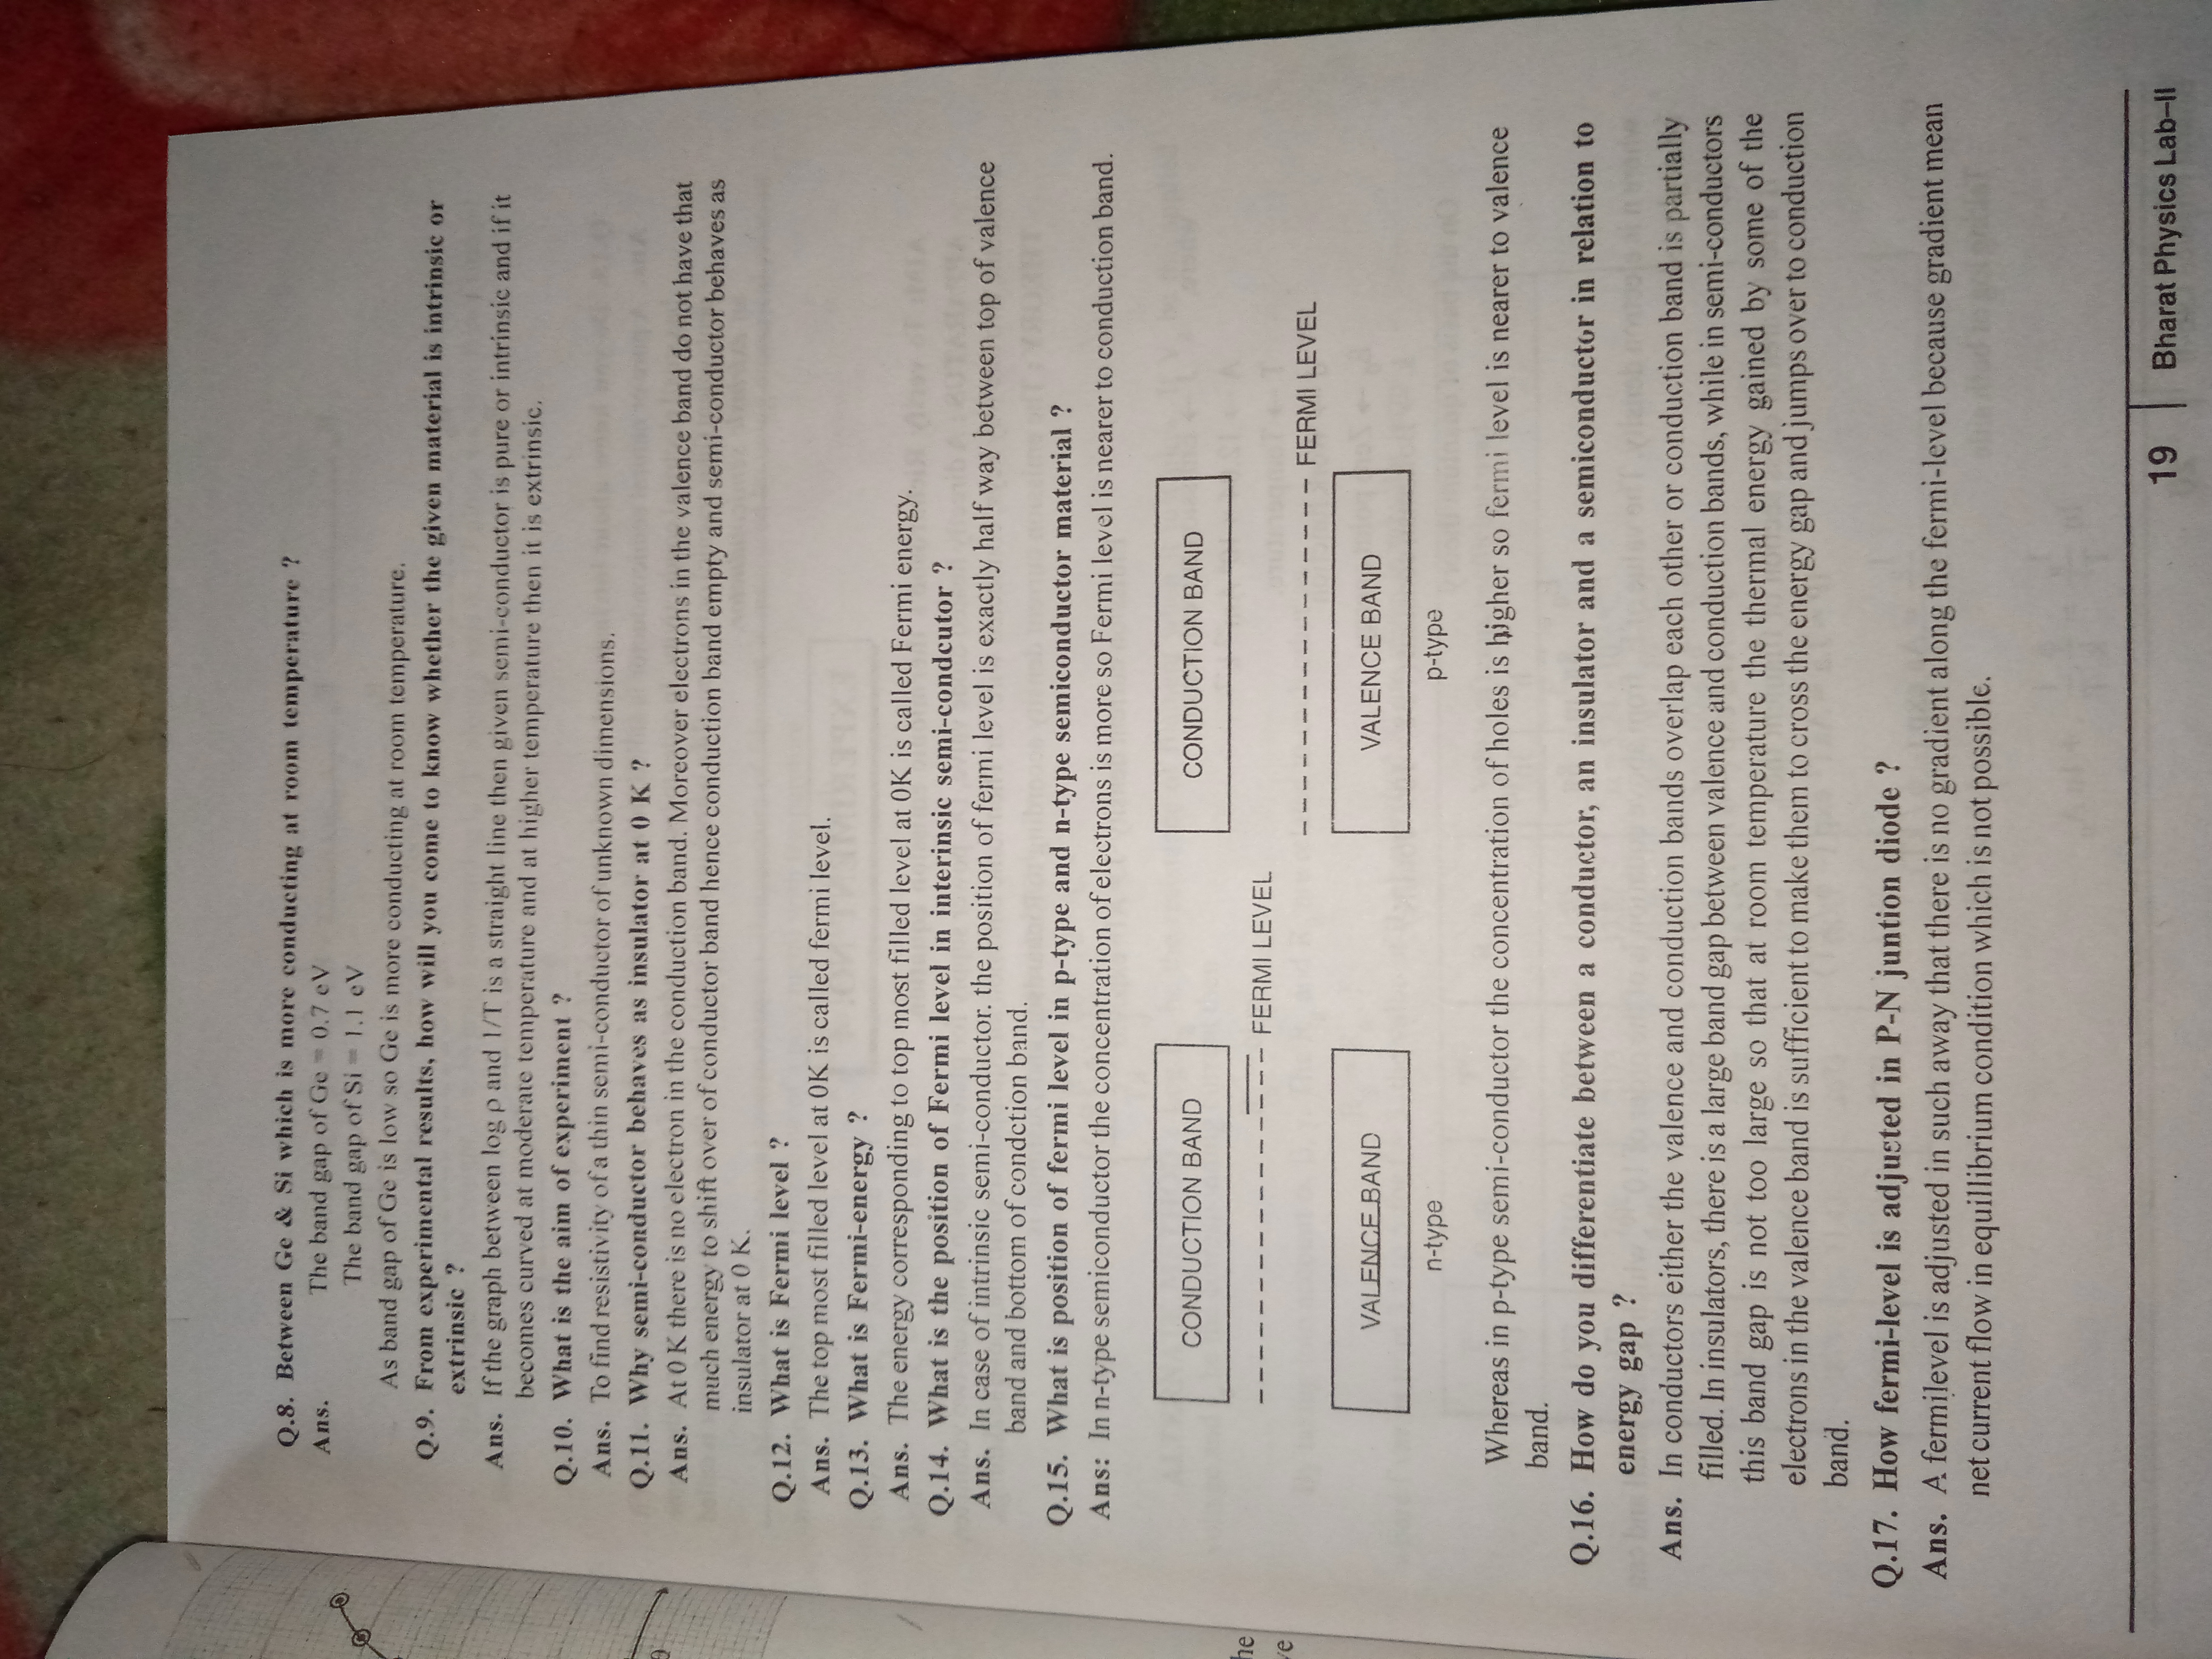 Q.8. Between Ge & Si which is more conducting at room temperature ?
Ans. The band gap of Ge = 0.7 eV
The band gap of Si = 1.1 eV
As band gap of Ge is low so Ge is more conducting at room temperature.
Q.9. From experimental results, how will you come to know whether the given material is intrinsic or
extrinsic ?
Ans. If the graph between log ρ and 1/T is a straight line then given semi-conductor is pure or intrinsic and if it
becomes curved at moderate temperature and at higher temperature then it is extrinsic.
Q.10. What is the aim of experiment ?
Ans. To find resistivity of a thin semi-conductor of unknown dimensions.
Q.11. Why semi-conductor behaves as insulator at 0 K ?
Ans. At 0 K there is no electron in the conduction band. Moreover electrons in the valence band do not have that
much energy to shift over of conductor band hence conduction band empty and semi-conductor behaves as
insulator at 0 K.
Q.12. What is Fermi level ?
Ans. The top most filled level at 0K is called fermi level.
Q.13. What is Fermi-energy ?
Ans. The energy corresponding to top most filled level at 0K is called Fermi energy.
Q.14. What is the position of Fermi level in interinsic semi-condcutor ?
Ans. In case of intrinsic semi-conductor. the position of fermi level is exactly half way between top of valence
band and bottom of condction band.
Q.15. What is position of fermi level in p-type and n-type semiconductor material ?
Ans: In n-type semiconductor the concentration of electrons is more so Fermi level is nearer to conduction band.
CONDUCTION BAND
FERMI LEVEL
VALENCE BAND
n-type
CONDUCTION BAND
FERMI LEVEL
VALENCE BAND
p-type
Whereas in p-type semi-conductor the concentration of holes is higher so fermi level is nearer to valence
band.
Q.16. How do you differentiate between a conductor, an insulator and a semiconductor in relation to
energy gap ?
Ans. In conductors either the valence and conduction bands overlap each other or conduction band is partially
filled. In insulators, there is a large band gap between valence and conduction bands, while in semi-conductors
this band gap is not too large so that at room temperature the thermal energy gained by some of the
electrons in the valence band is sufficient to make them to cross the energy gap and jumps over to conduction
band.
Q.17. How fermi-level is adjusted in P-N juntion diode ?
Ans. A fermilevel is adjusted in such away that there is no gradient along the fermi-level because gradient mean
net current flow in equillibrium condition which is not possible.
19 Bharat Physics Lab–II